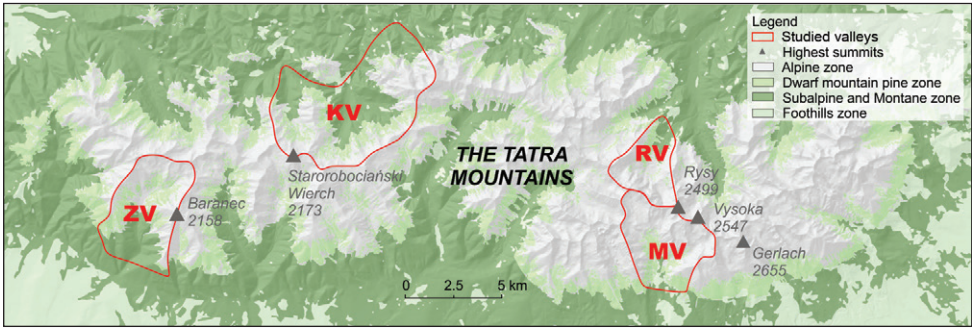 Legend
Studied valleys
Highest summits
Alpine zone
Dwarf mountain pine zone
Subalpine and Montane zone
Foothills zone
KV
THE TATRA
MOUNTAINS
RV
Starorobociański
Wierch
2173
Rysy
2499
ZV
Baranec
2158
Vysoka
2547
MV
Gerlach
2655
0 2.5 5 km